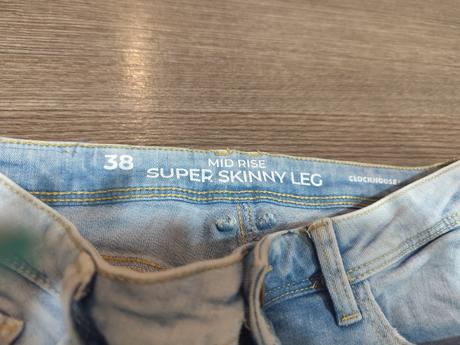 38
MID RISE
SUPER SKINNY LEG
CLOCKHOUSE